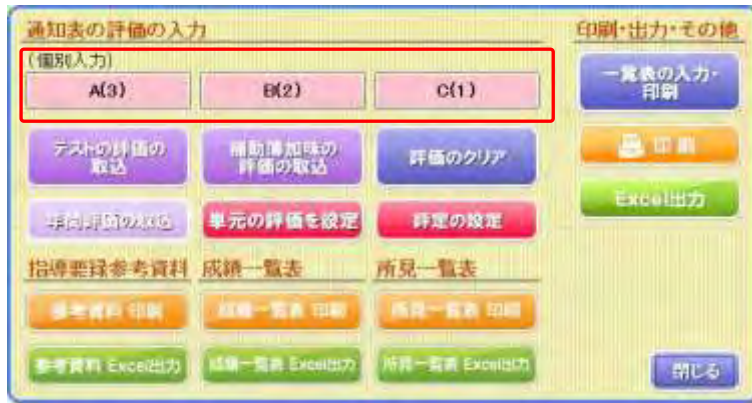 通知表の評価の入力
(個別入力)
A(3)
B(2)
C(1)
テストの評価の
取込
補助簿加味の
評価の取込
評価のクリア
年間評価の取込
単元の評価を設定
評定の設定
指導要録参考資料
参考資料 印刷
参考資料 Excel出力
成績一覧表
成績一覧表 印刷
成績一覧表 Excel出力
所見一覧表
所見一覧表 印刷
所見一覧表 Excel出力
印刷・出力・その他
一覧表の入力・
印刷
印刷
Excel出力
閉じる